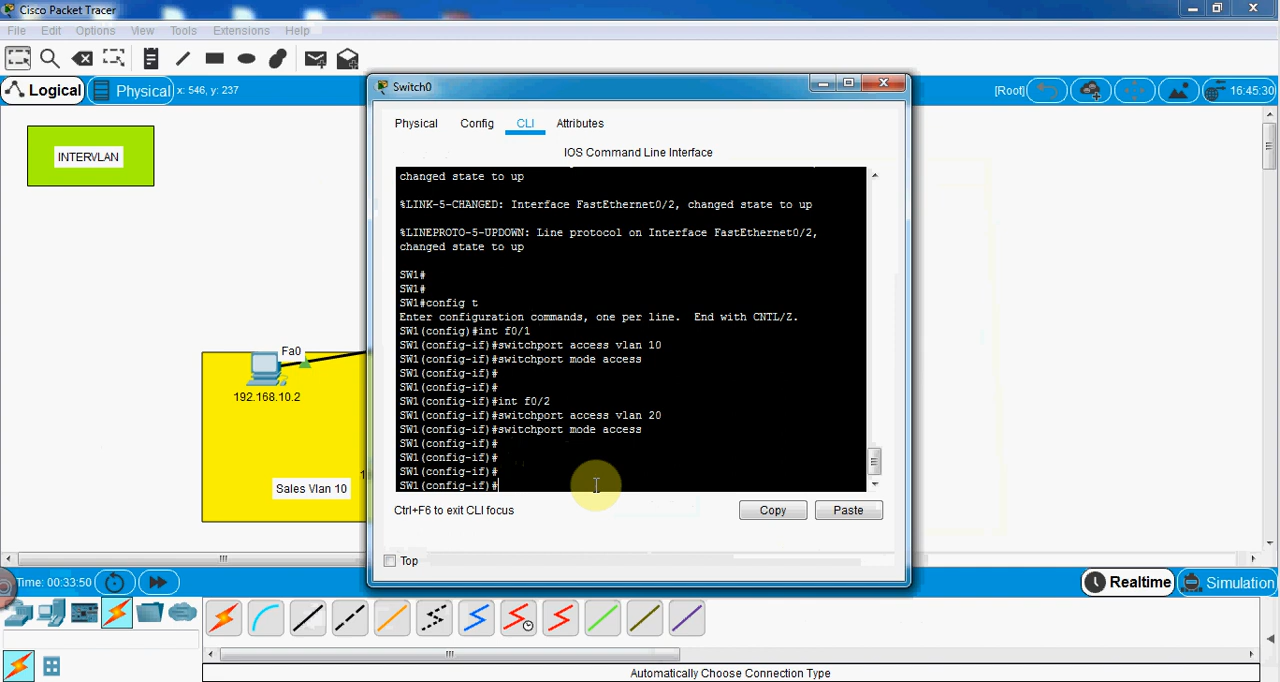 Cisco Packet Tracer
File Edit Options View Tools Extensions Help
Logical Physical x: 546, y: 237 [Root] 16:45:30
INTERVLAN
Switch0
Physical Config CLI Attributes
IOS Command Line Interface
changed state to up
%LINK-5-CHANGED: Interface FastEthernet0/2, changed state to up
%LINEPROTO-5-UPDOWN: Line protocol on Interface FastEthernet0/2,
changed state to up
SW1#
SW1#
SW1#config t
Enter configuration commands, one per line. End with CNTL/Z.
SW1(config)#int f0/1
SW1(config-if)#switchport access vlan 10
SW1(config-if)#switchport mode access
SW1(config-if)#
SW1(config-if)#
SW1(config-if)#int f0/2
SW1(config-if)#switchport access vlan 20
SW1(config-if)#switchport mode access
SW1(config-if)#
SW1(config-if)#
SW1(config-if)#
SW1(config-if)#
Ctrl+F6 to exit CLI focus
Copy Paste
Top
Fa0
192.168.10.2
Sales Vlan 10
Time: 00:33:50 Realtime Simulation
Automatically Choose Connection Type